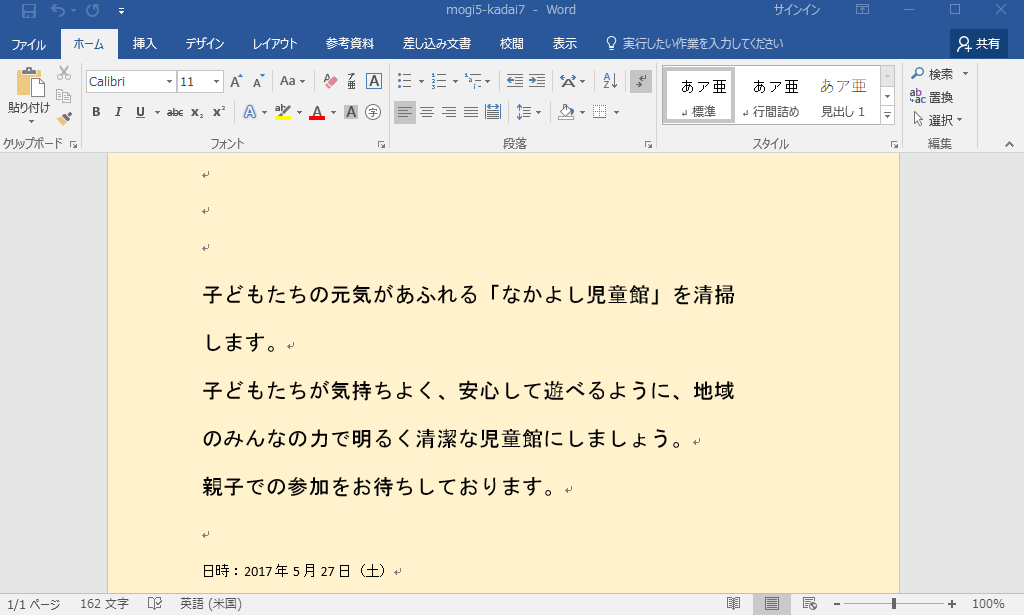 mogi5-kadai7 - Word
サインイン
ファイル ホーム 挿入 デザイン レイアウト 参考資料 差し込み文書 校閲 表示 実行したい作業を入力してください 共有
貼り付け
Calibri 11 A A Aa ア亜 A
B I U abc x₂ x² A ab A A 字
A Z
あア亜 あア亜 あア亜
標準 行間詰め 見出し 1
検索
置換
選択
クリップボード フォント 段落 スタイル 編集
子どもたちの元気があふれる「なかよし児童館」を清掃
します。
子どもたちが気持ちよく、安心して遊べるように、地域
のみんなの力で明るく清潔な児童館にしましょう。
親子での参加をお待ちしております。
日時：2017 年 5 月 27 日（土）
1/1 ページ 162 文字 英語 (米国) 100%